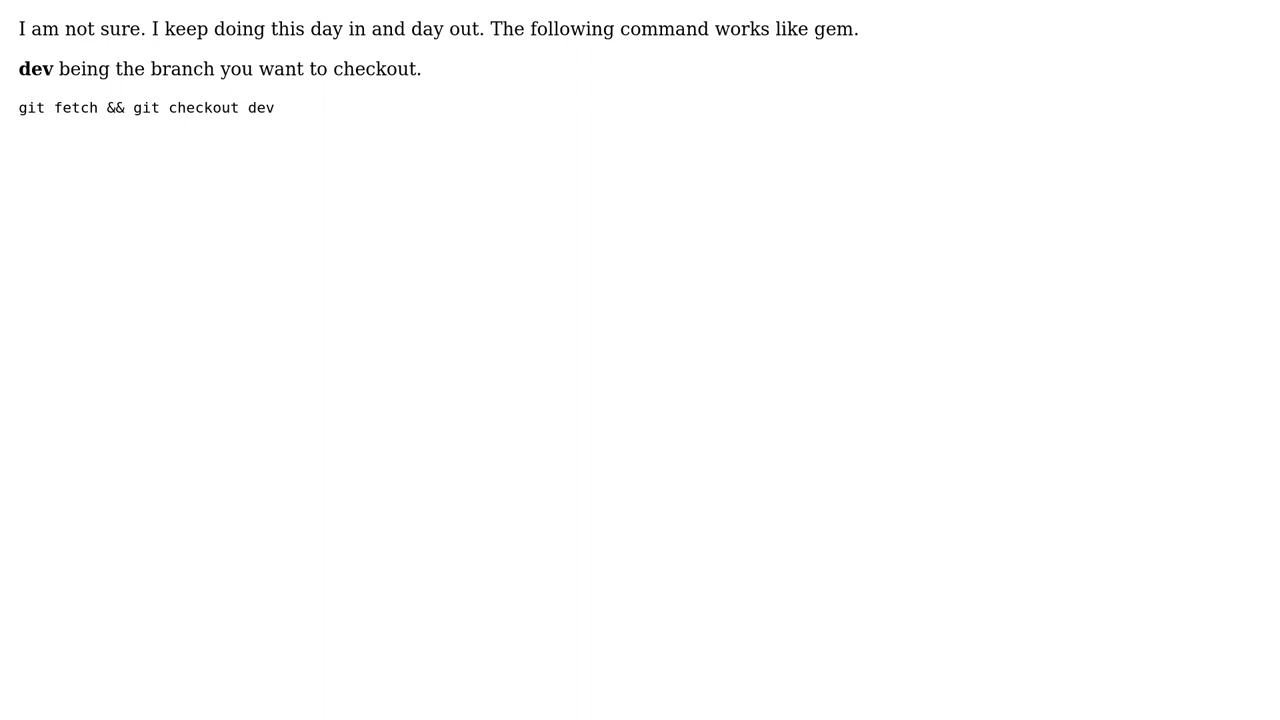 I am not sure. I keep doing this day in and day out. The following command works like gem.
dev being the branch you want to checkout.
git fetch && git checkout dev